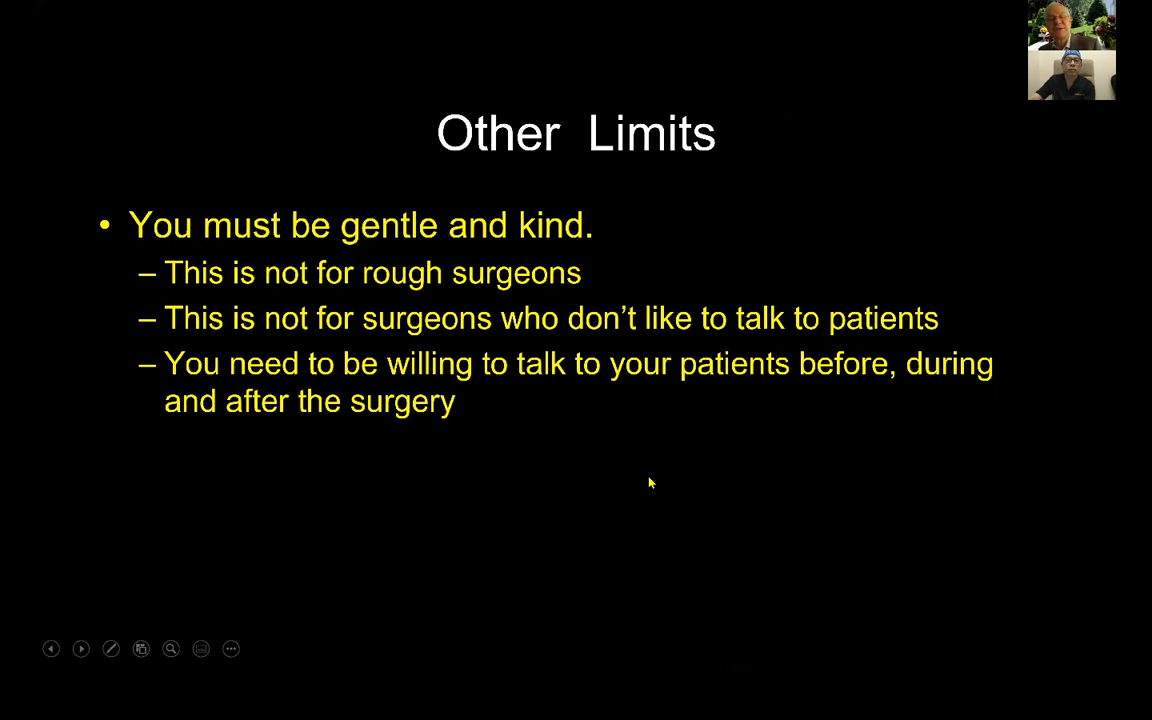 Other Limits
• You must be gentle and kind.
– This is not for rough surgeons
– This is not for surgeons who don’t like to talk to patients
– You need to be willing to talk to your patients before, during
and after the surgery